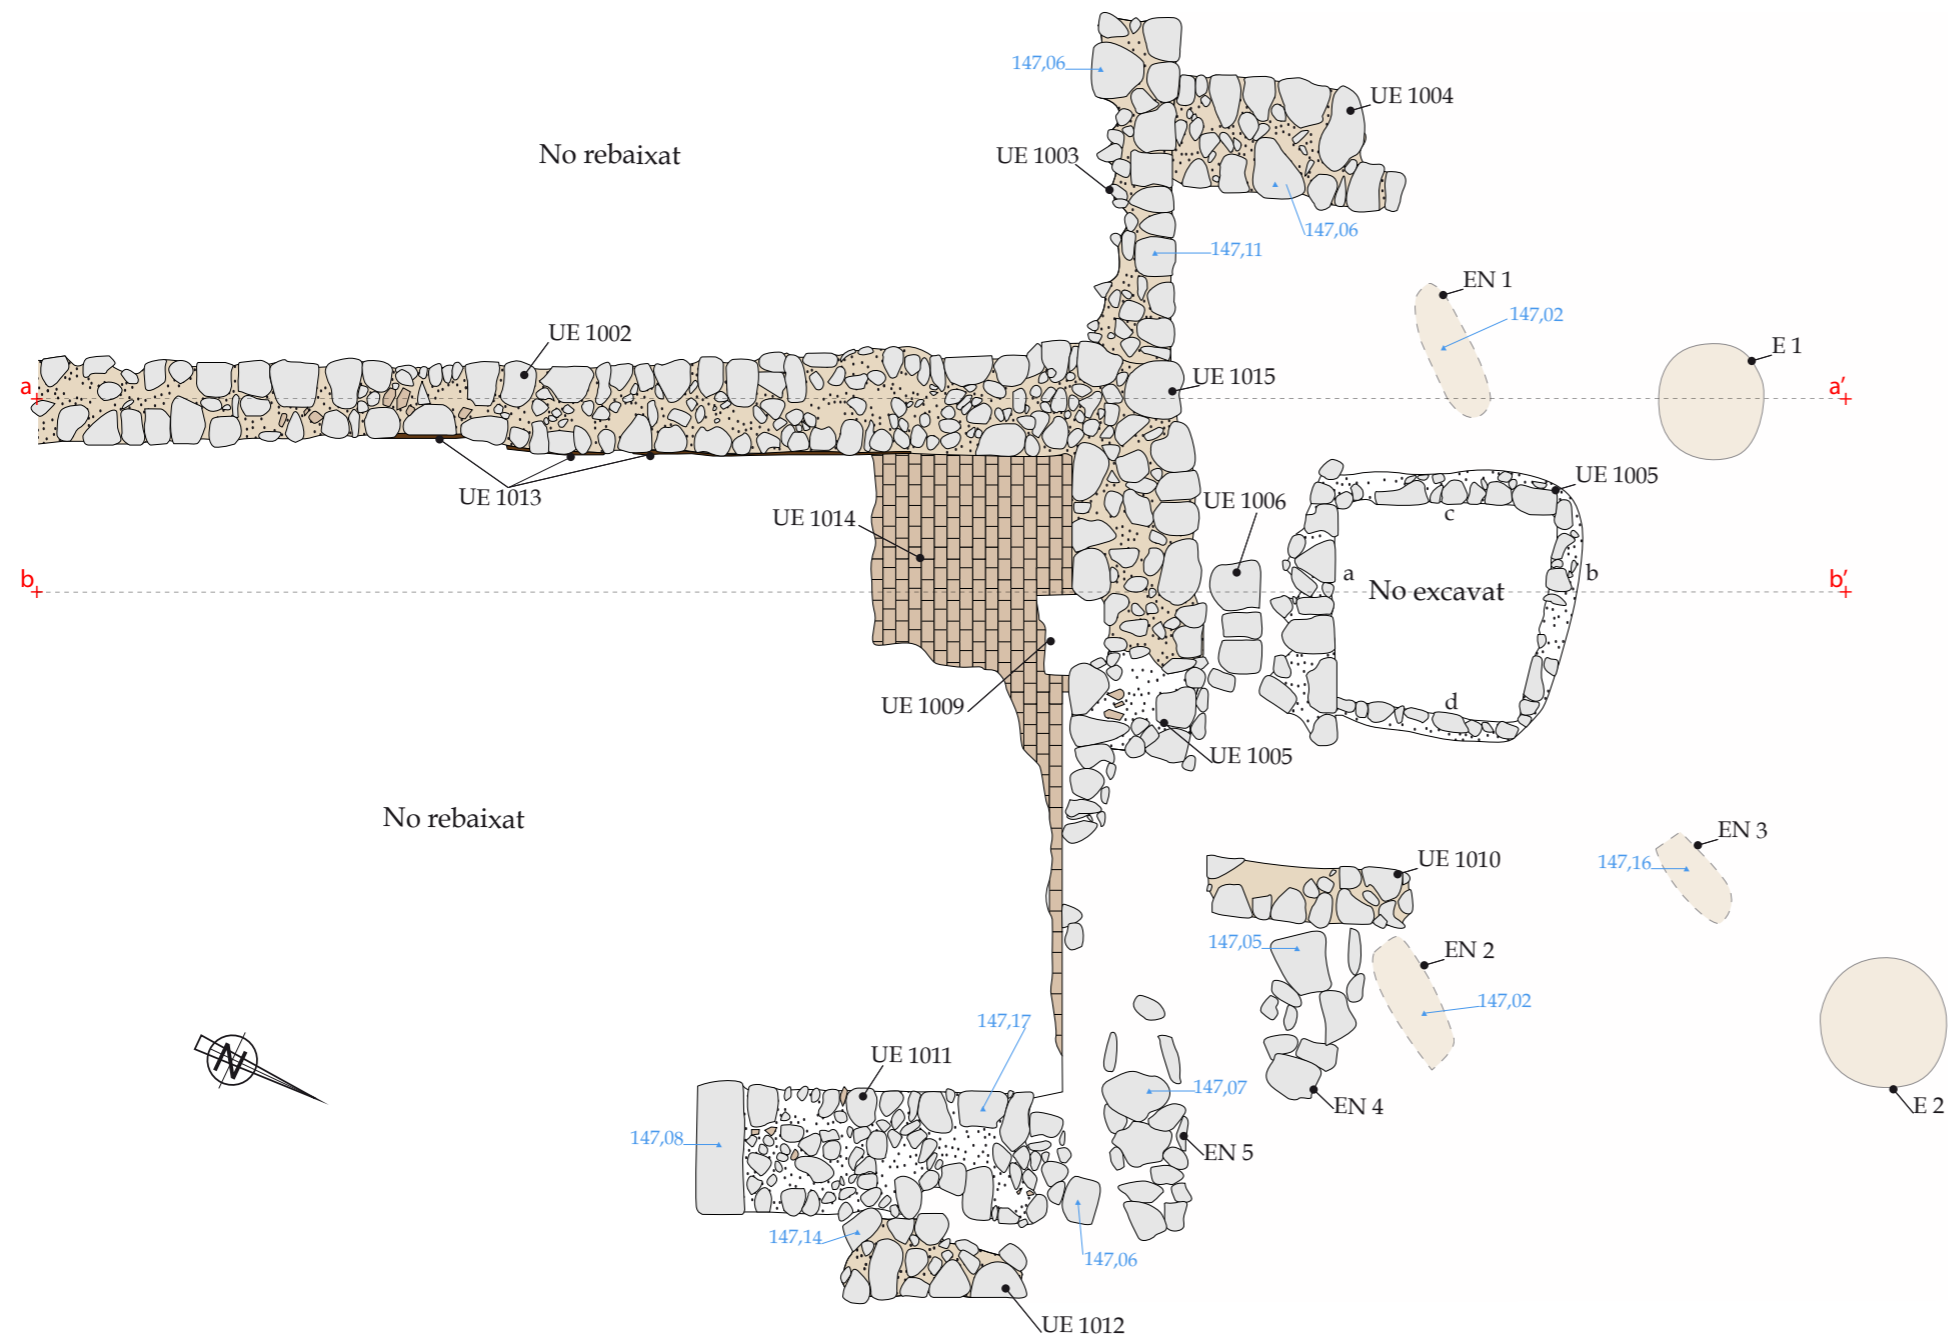 147,06
UE 1004
No rebaixat
UE 1003
147,06
147,11
EN 1
147,02
UE 1002
E 1
a
UE 1015
a'
UE 1013
UE 1005
UE 1006
c
UE 1014
b
a
No excavat
b
b'
UE 1009
d
UE 1005
No rebaixat
EN 3
147,16
UE 1010
147,05
EN 2
147,02
147,17
N
UE 1011
147,07
EN 4
E 2
147,08
EN 5
147,14
147,06
UE 1012